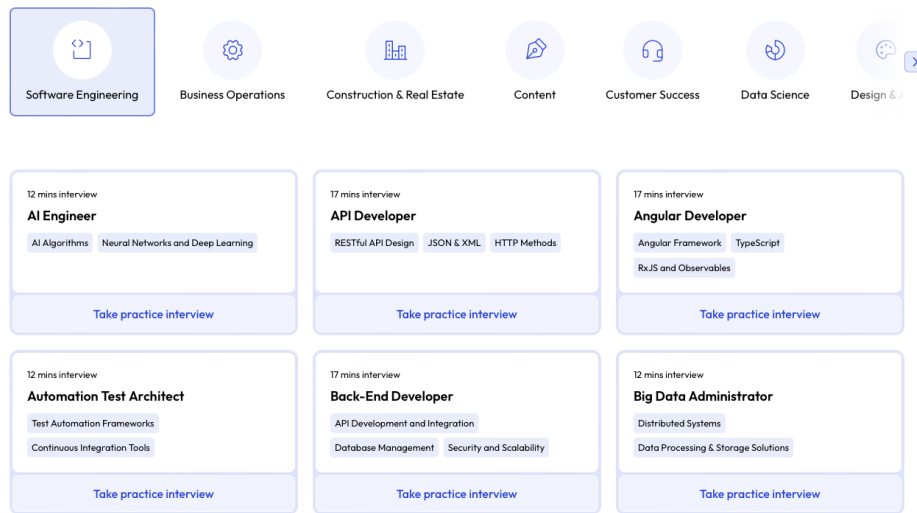 Software Engineering
Business Operations
Construction & Real Estate
Content
Customer Success
Data Science
Design &
12 mins interview
AI Engineer
AI Algorithms
Neural Networks and Deep Learning
Take practice interview
17 mins interview
API Developer
RESTful API Design
JSON & XML
HTTP Methods
Take practice interview
17 mins interview
Angular Developer
Angular Framework
TypeScript
RxJS and Observables
Take practice interview
12 mins interview
Automation Test Architect
Test Automation Frameworks
Continuous Integration Tools
Take practice interview
17 mins interview
Back-End Developer
API Development and Integration
Database Management
Security and Scalability
Take practice interview
12 mins interview
Big Data Administrator
Distributed Systems
Data Processing & Storage Solutions
Take practice interview